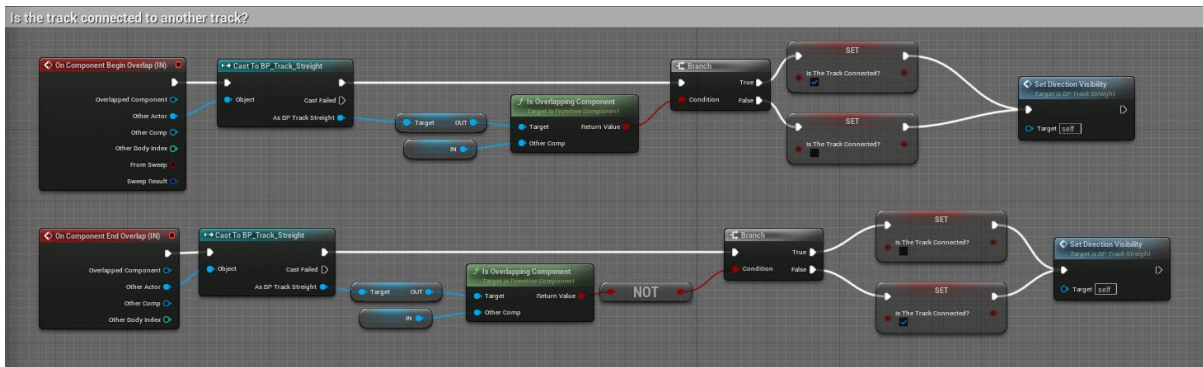 Is the track connected to another track?
On Component Begin Overlap (IN)
Overlapped Component
Other Actor
Other Comp
Other Body Index
From Sweep
Sweep Result
Cast To BP_Track_Streight
Object
Cast Failed
As BP Track Streight
Target OUT
IN
Is Overlapping Component
Target is Primitive Component
Target
Return Value
Other Comp
Branch
True
Condition
False
SET
Is The Track Connected?
SET
Is The Track Connected?
Set Direction Visibility
Target is BP Track Streight
Target self
On Component End Overlap (IN)
Overlapped Component
Other Actor
Other Comp
Other Body Index
Cast To BP_Track_Streight
Object
Cast Failed
As BP Track Streight
Target OUT
IN
Is Overlapping Component
Target is Primitive Component
Target
Return Value
Other Comp
NOT
Branch
True
Condition
False
SET
Is The Track Connected?
SET
Is The Track Connected?
Set Direction Visibility
Target is BP Track Streight
Target self